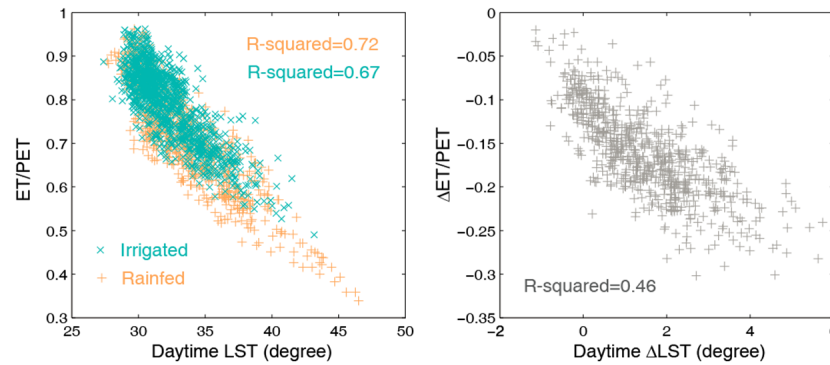 1
0.9
0.8
0.7
0.6
0.5
0.4
0.3
ET/PET
R-squared=0.72
R-squared=0.67
Irrigated
Rainfed
25 30 35 40 45 50
Daytime LST (degree)
-0
-0.05
-0.1
-0.15
-0.2
-0.25
-0.3
-0.35
ΔET/PET
R-squared=0.46
-2 0 2 4
Daytime ΔLST (degree)